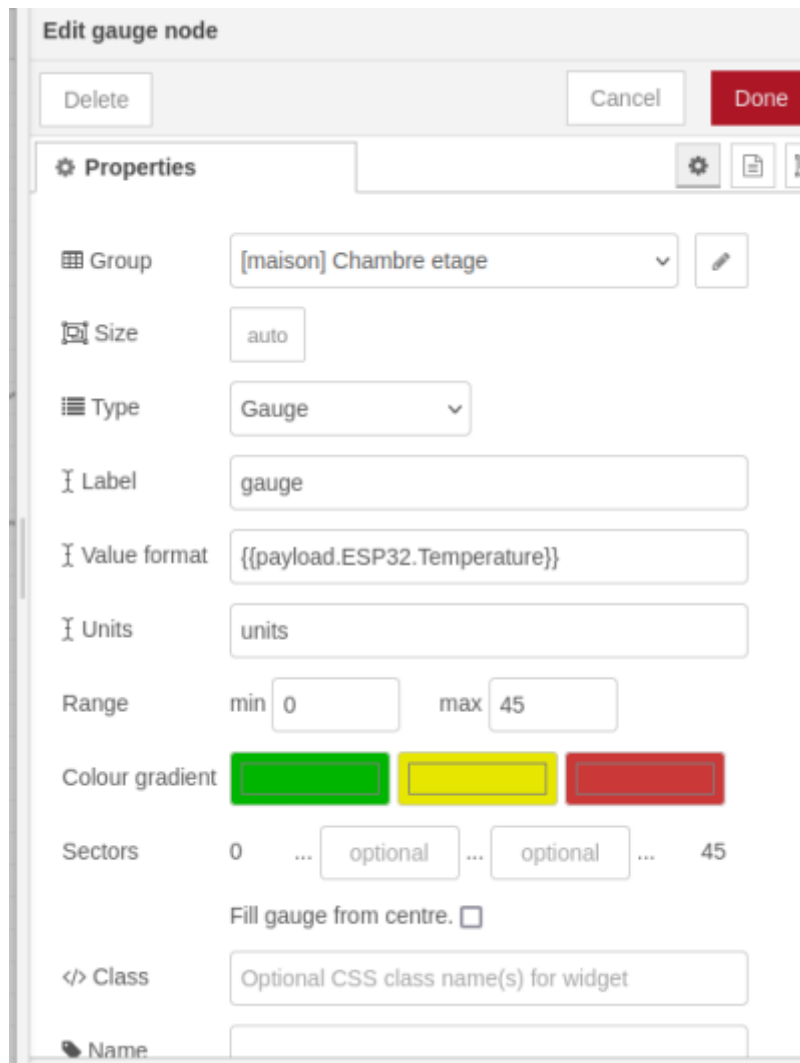 Edit gauge node
Delete Cancel Done
Properties
Group [maison] Chambre etage
Size auto
Type Gauge
Label gauge
Value format {{payload.ESP32.Temperature}}
Units units
Range min 0 max 45
Colour gradient
Sectors 0 ... optional ... optional ... 45
Fill gauge from centre.
</> Class Optional CSS class name(s) for widget
Name